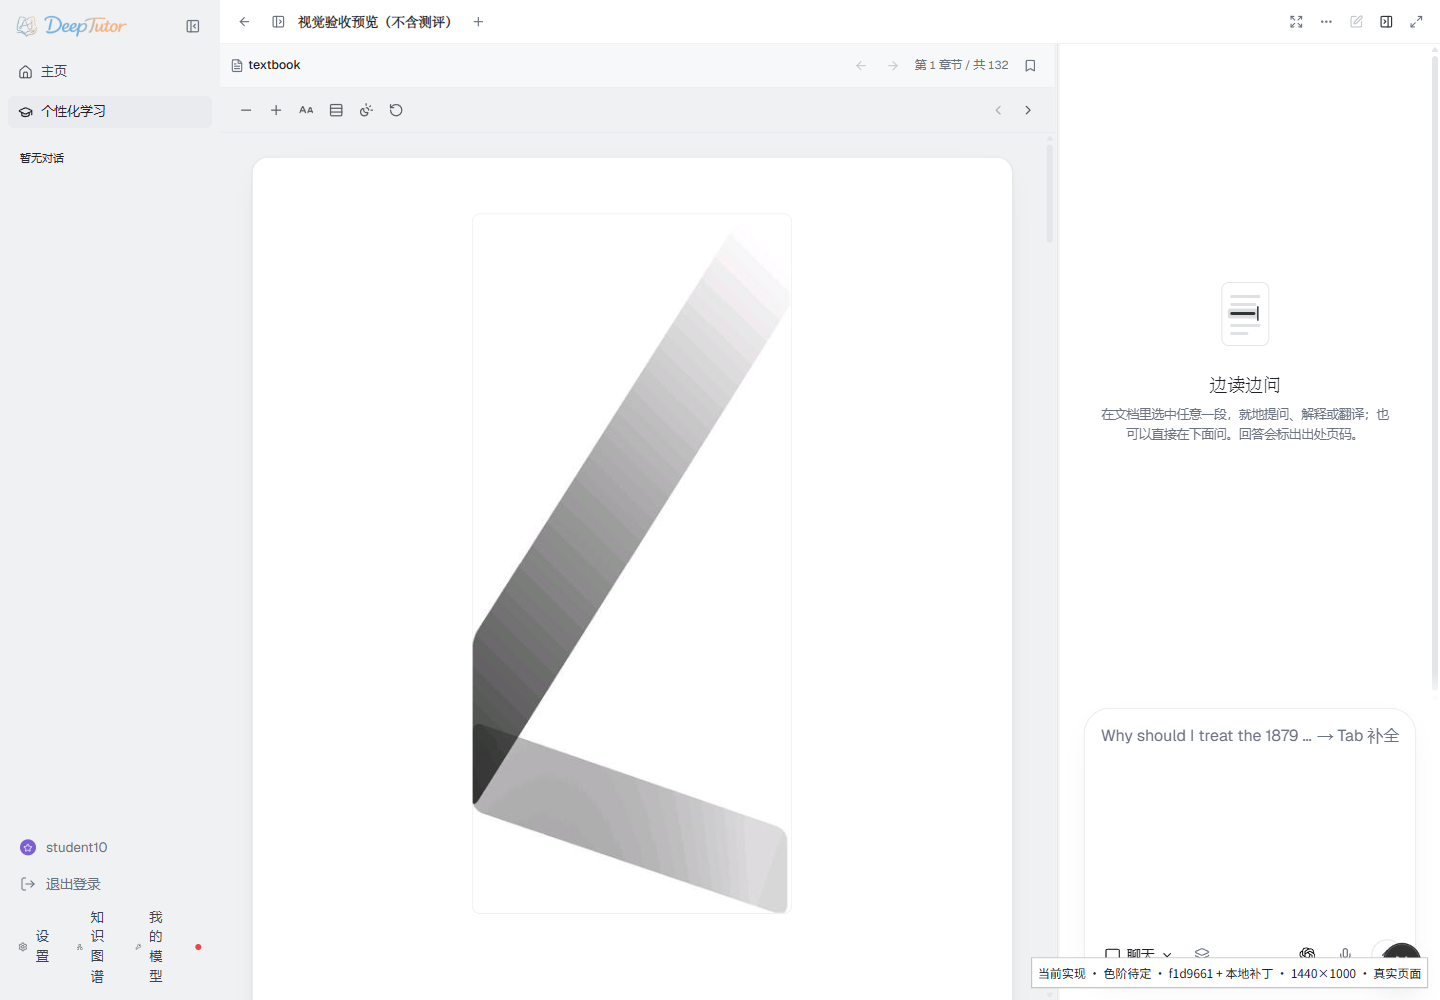 DeepTutor
主页
个性化学习
暂无对话
student10
退出登录
设置
知识图谱
我的模型
视觉验收预览（不含测评）
textbook
第 1 章节 / 共 132
AA
边读边问
在文档里选中任意一段，就地提问、解释或翻译；也
可以直接在下面问。回答会标出出处页码。
Why should I treat the 1879 ... → Tab 补全
聊天
当前实现 · 色阶待定 · f1d9661 + 本地补丁 · 1440×1000 · 真实页面